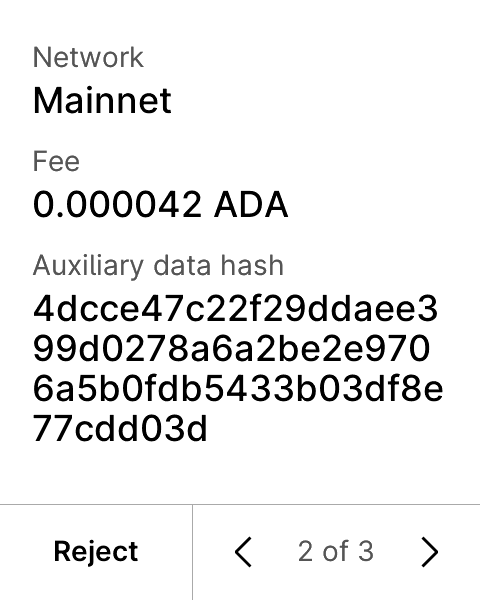 Network
Mainnet
Fee
0.000042 ADA
Auxiliary data hash
4dcce47c22f29ddaee3
99d0278a6a2be2e970
6a5b0fdb5433b03df8e
77cdd03d
Reject
2 of 3